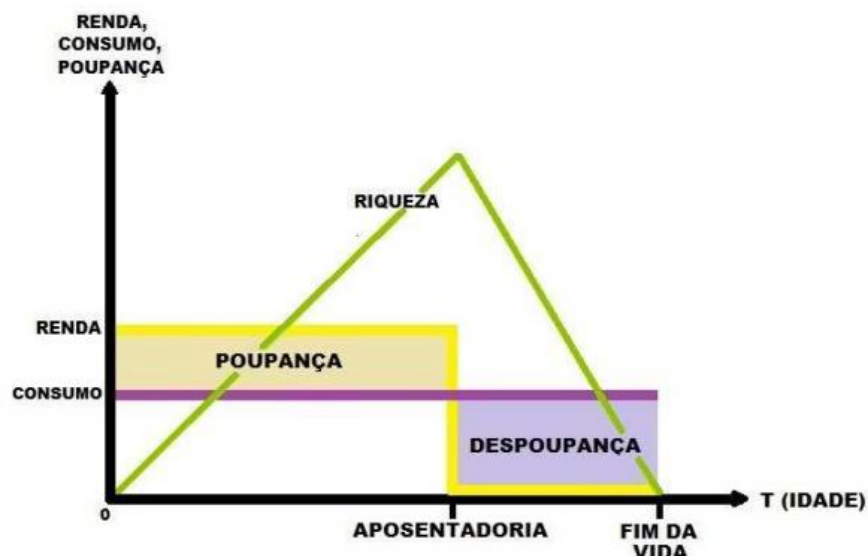 RENDA,
CONSUMO,
POUPANÇA
RIQUEZA
RENDA
POUPANÇA
CONSUMO
DESPOUPANÇA
0
T (IDADE)
APOSENTADORIA
FIM DA
VIDA